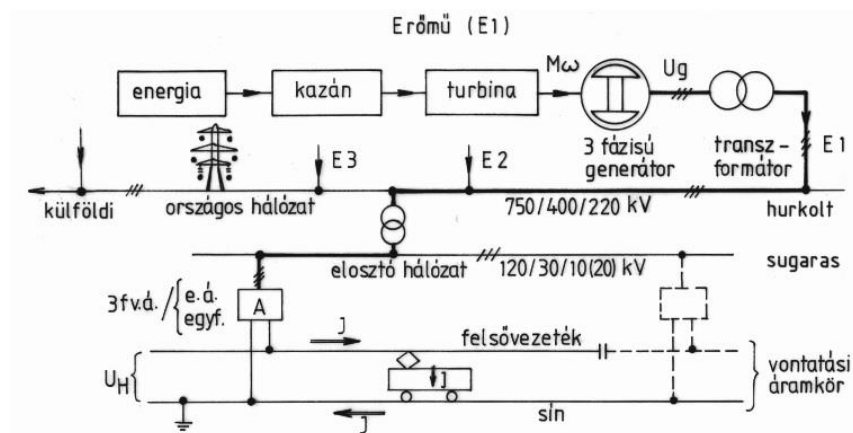 Erőmű (E1)
energia
kazán
turbina
Mω
Ug
3 fázisú
generátor
transz-
formátor
E1
E3
E2
külföldi
országos hálózat
750/400/220 kV
hurkolt
elosztó hálózat
120/30/10(20) kV
sugaras
3fv.á./
e.á.
egyf.
A
J
felsővezeték
UH
J
vontatási
áramkör
J
sín